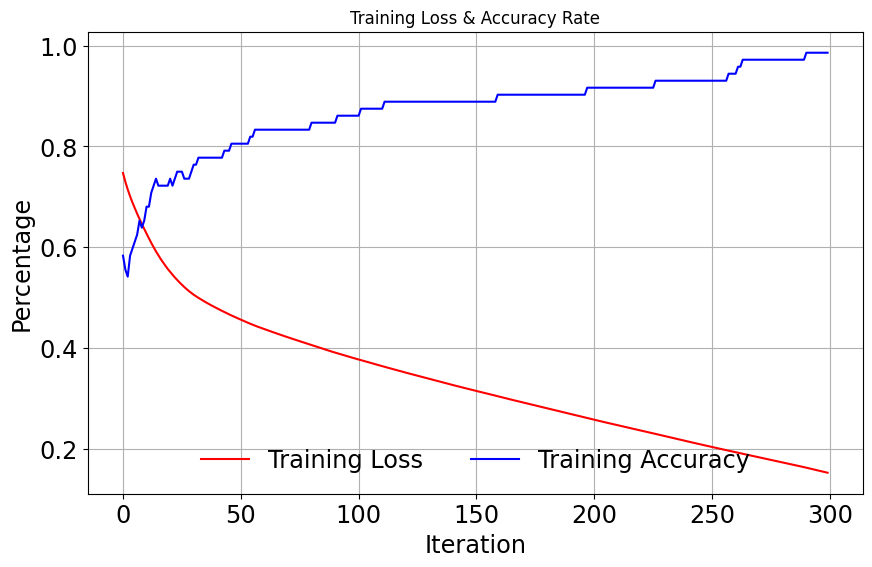 Training Loss & Accuracy Rate
1.0
0.8
0.6
0.4
0.2
Percentage
Training Loss Training Accuracy
0 50 100 150 200 250 300
Iteration